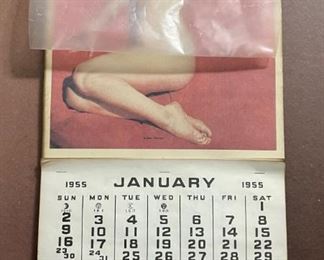 1955 JANUARY 1955
SUN MON TUE WED THU FRI SAT
1
2 3 4 5 6 7 8
9 10 11 12 13 14 15
16 17 18 19 20 21 22
23/30 24/31 25 26 27 28 29